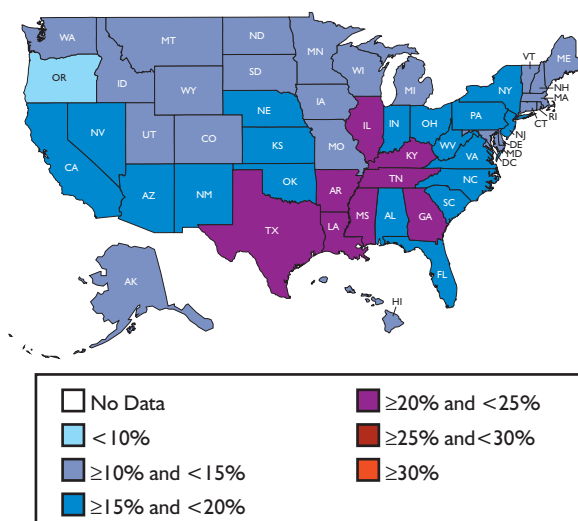 WA
MT
ND
MN
VT
ME
OR
ID
SD
WI
NH
MA
WY
MI
NY
RI
CT
IA
NE
PA
NJ
NV
UT
CO
IL
IN
OH
DE
MD
DC
CA
KS
MO
WV
VA
KY
AZ
NM
OK
AR
TN
NC
SC
TX
LA
MS
AL
GA
FL
AK
HI
No Data
<10%
≥10% and <15%
≥15% and <20%
≥20% and <25%
≥25% and<30%
≥30%